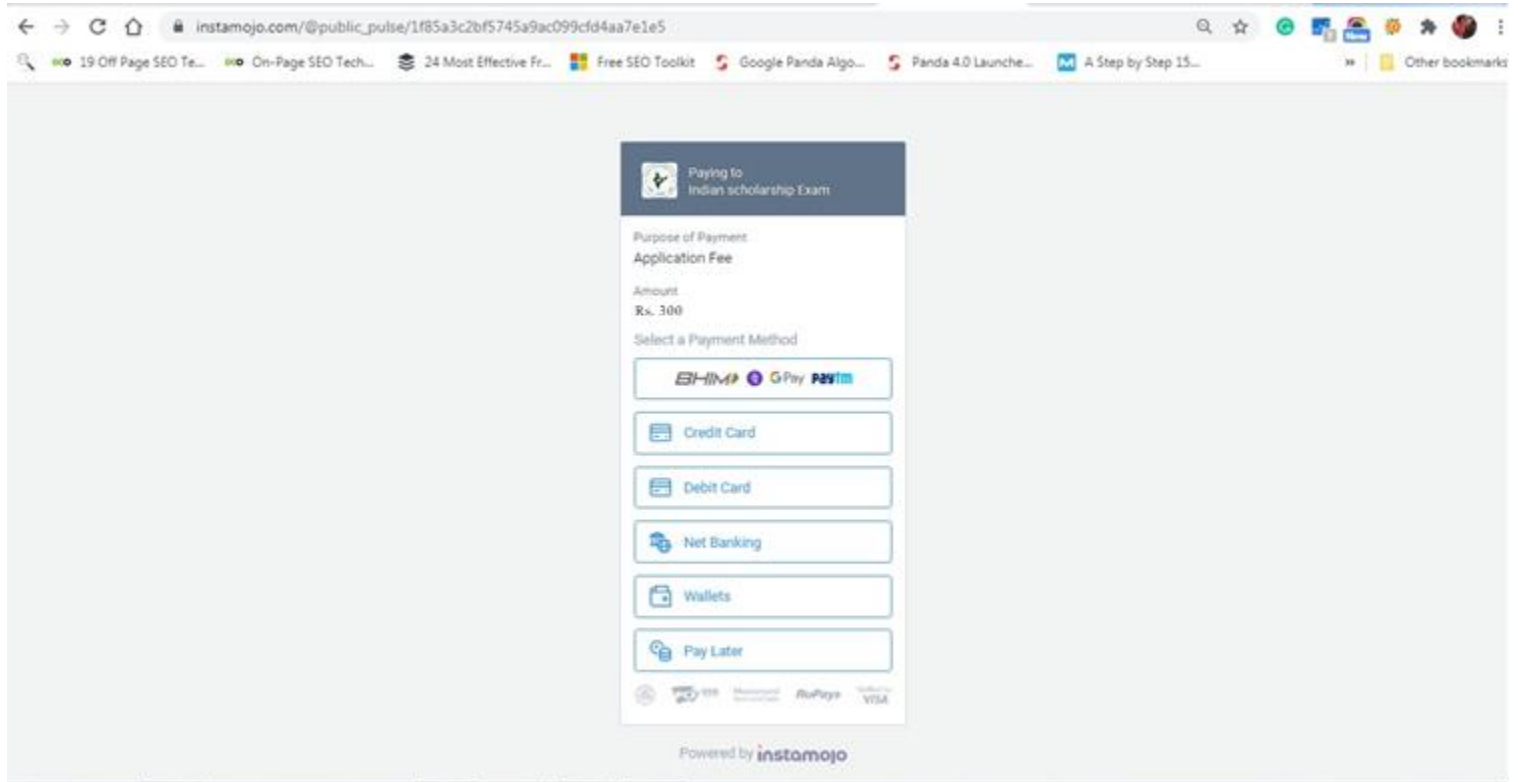 instamojo.com/@public_pulse/1f85a3c2bf5745a9ac099cfd4aa7e1e5
19 Off Page SEO Te... On-Page SEO Tech... 24 Most Effective Fr... Free SEO Toolkit Google Panda Algo... Panda 4.0 Launche... A Step by Step 15... » Other bookmarks
Paying to
Indian scholarship Exam
Purpose of Payment
Application Fee
Amount
Rs. 300
Select a Payment Method
BHIM G Pay Paytm
Credit Card
Debit Card
Net Banking
Wallets
Pay Later
RuPay VISA
Powered by instamojo